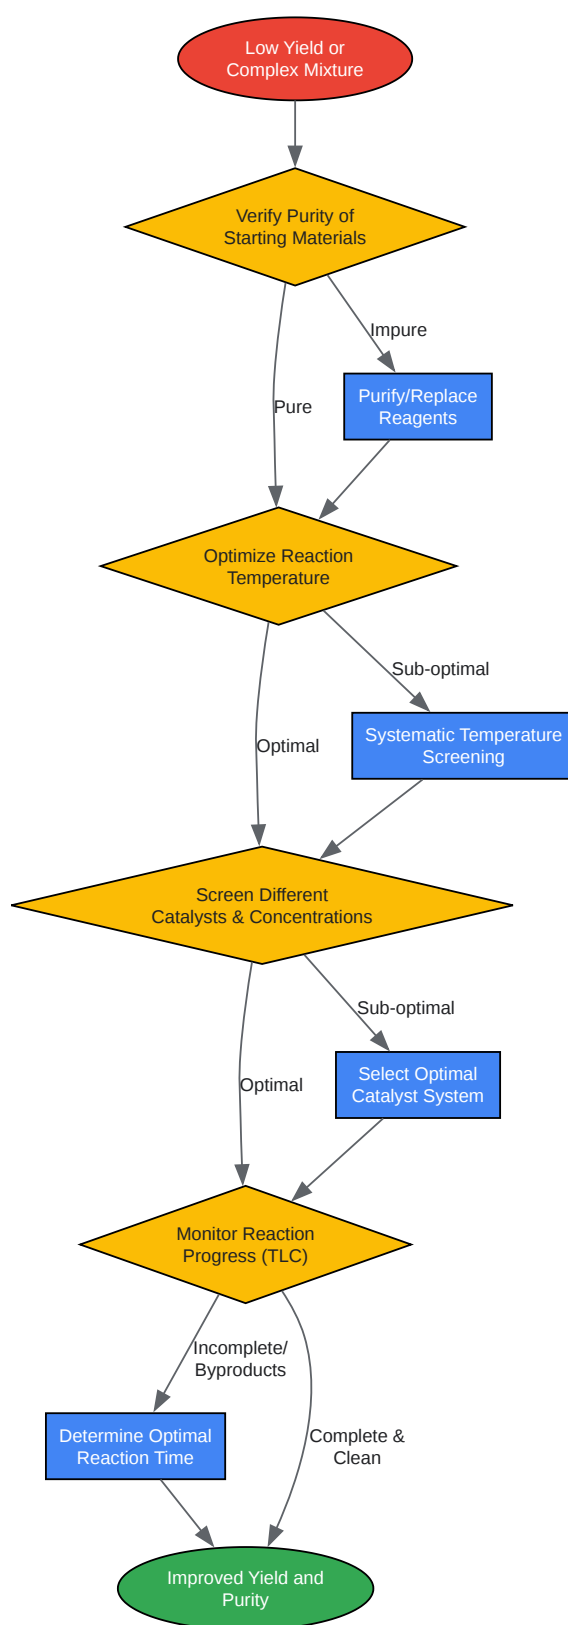 Low Yield or
Complex Mixture
Verify Purity of
Starting Materials
Impure
Purify/Replace
Reagents
Pure
Optimize Reaction
Temperature
Sub-optimal
Systematic Temperature
Screening
Optimal
Screen Different
Catalysts & Concentrations
Sub-optimal
Select Optimal
Catalyst System
Optimal
Monitor Reaction
Progress (TLC)
Incomplete/
Byproducts
Determine Optimal
Reaction Time
Complete &
Clean
Improved Yield and
Purity